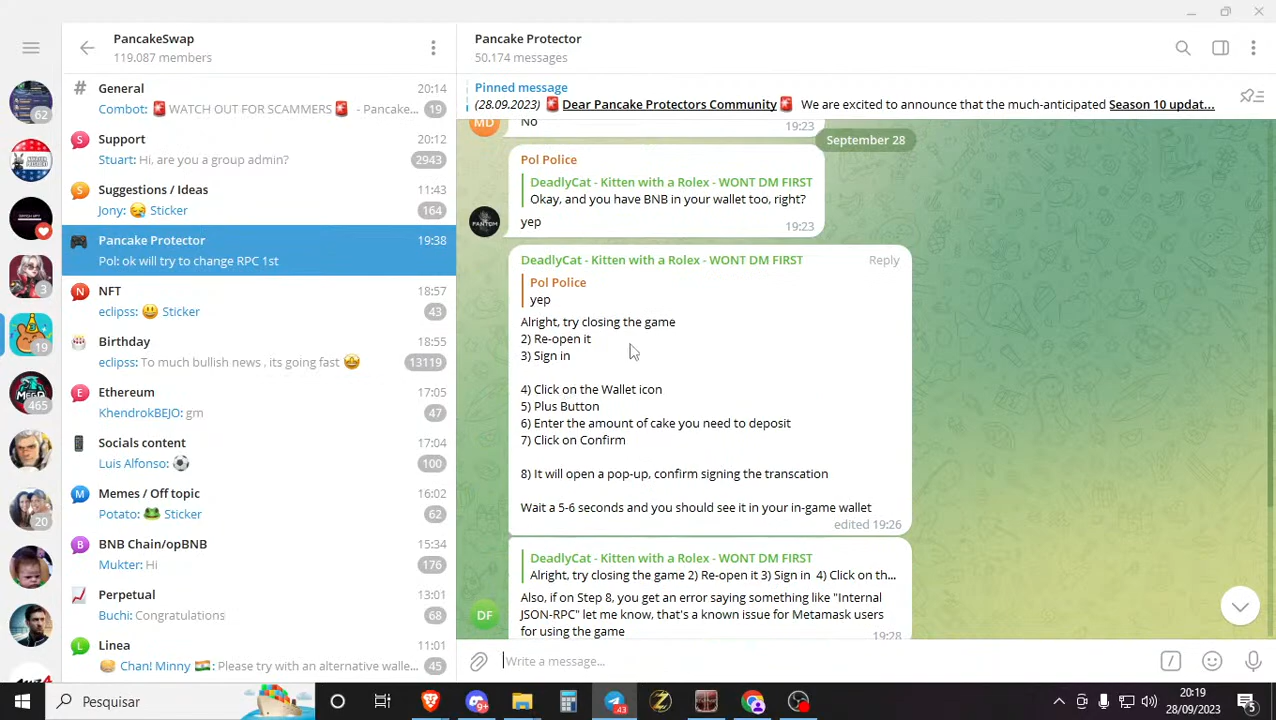 PancakeSwap
119.087 members
62
3
19
465
20
# General 20:14
Combot: 🚨 WATCH OUT FOR SCAMMERS 🚨 - Pancake... 19
S Support 20:12
Stuart: Hi, are you a group admin? 2943
S Suggestions / Ideas 11:43
Jony: 😪 Sticker 164
Pancake Protector 19:38
Pol: ok will try to change RPC 1st
N NFT 18:57
eclipss: 😃 Sticker 43
Birthday 18:55
eclipss: To much bullish news , its going fast 🤩 13119
E Ethereum 17:05
KhendrokBEJO: gm 47
Socials content 17:04
Luís Alfonso: ⚽ 100
M Memes / Off topic 16:02
Potato: 🐸 Sticker 62
B BNB Chain/opBNB 15:34
Mukter: Hi 176
Perpetual 13:01
Buchi: Congratulations 68
L Linea 11:01
Chan! Minny 🇮🇳: Please try with an alternative walle... 45
Pancake Protector
50.174 messages
Pinned message
(28.09.2023) 🚨 Dear Pancake Protectors Community 🚨 We are excited to announce that the much-anticipated Season 10 updat...
MD
No
19:23
September 28
Pol Police
DeadlyCat - Kitten with a Rolex - WONT DM FIRST
Okay, and you have BNB in your wallet too, right?
yep
19:23
FANTOM
DeadlyCat - Kitten with a Rolex - WONT DM FIRST Reply
Pol Police
yep
Alright, try closing the game
2) Re-open it
3) Sign in
4) Click on the Wallet icon
5) Plus Button
6) Enter the amount of cake you need to deposit
7) Click on Confirm
8) It will open a pop-up, confirm signing the transcation
Wait a 5-6 seconds and you should see it in your in-game wallet
edited 19:26
DeadlyCat - Kitten with a Rolex - WONT DM FIRST
Alright, try closing the game 2) Re-open it 3) Sign in 4) Click on th...
Also, if on Step 8, you get an error saying something like "Internal
JSON-RPC" let me know, that's a known issue for Metamask users
for using the game
19:28
DF
Write a message...
Pesquisar
9+
43
20:19
28/09/2023
5